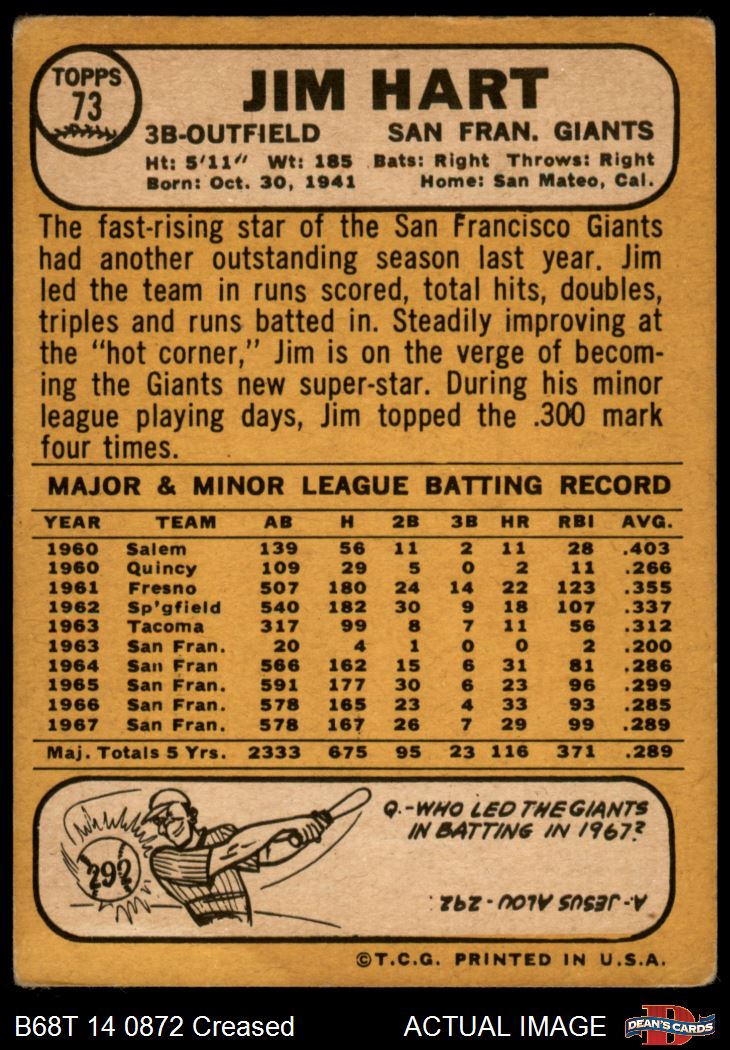 TOPPS
73
JIM HART
3B-OUTFIELD SAN FRAN. GIANTS
Ht: 5'11" Wt: 185 Bats: Right Throws: Right
Born: Oct. 30, 1941 Home: San Mateo, Cal.
The fast-rising star of the San Francisco Giants
had another outstanding season last year. Jim
led the team in runs scored, total hits, doubles,
triples and runs batted in. Steadily improving at
the "hot corner," Jim is on the verge of becom-
ing the Giants new super-star. During his minor
league playing days, Jim topped the .300 mark
four times.
MAJOR & MINOR LEAGUE BATTING RECORD
YEAR TEAM AB H 2B 3B HR RBI AVG.
1960 Salem 139 56 11 2 11 28 .403
1960 Quincy 109 29 5 0 2 11 .266
1961 Fresno 507 180 24 14 22 123 .355
1962 Sp'gfield 540 182 30 9 18 107 .337
1963 Tacoma 317 99 8 7 11 56 .312
1963 San Fran. 20 4 1 0 0 2 .200
1964 San Fran 566 162 15 6 31 81 .286
1965 San Fran. 591 177 30 6 23 96 .299
1966 San Fran. 578 165 23 4 33 93 .285
1967 San Fran. 578 167 26 7 29 99 .289
Maj. Totals 5 Yrs. 2333 675 95 23 116 371 .289
292
Q.-WHO LED THE GIANTS
IN BATTING IN 1967?
A-JESUS ALOU - 292.
©T.C.G. PRINTED IN U.S.A.
B68T 14 0872 Creased ACTUAL IMAGE
DEAN'S CARDS